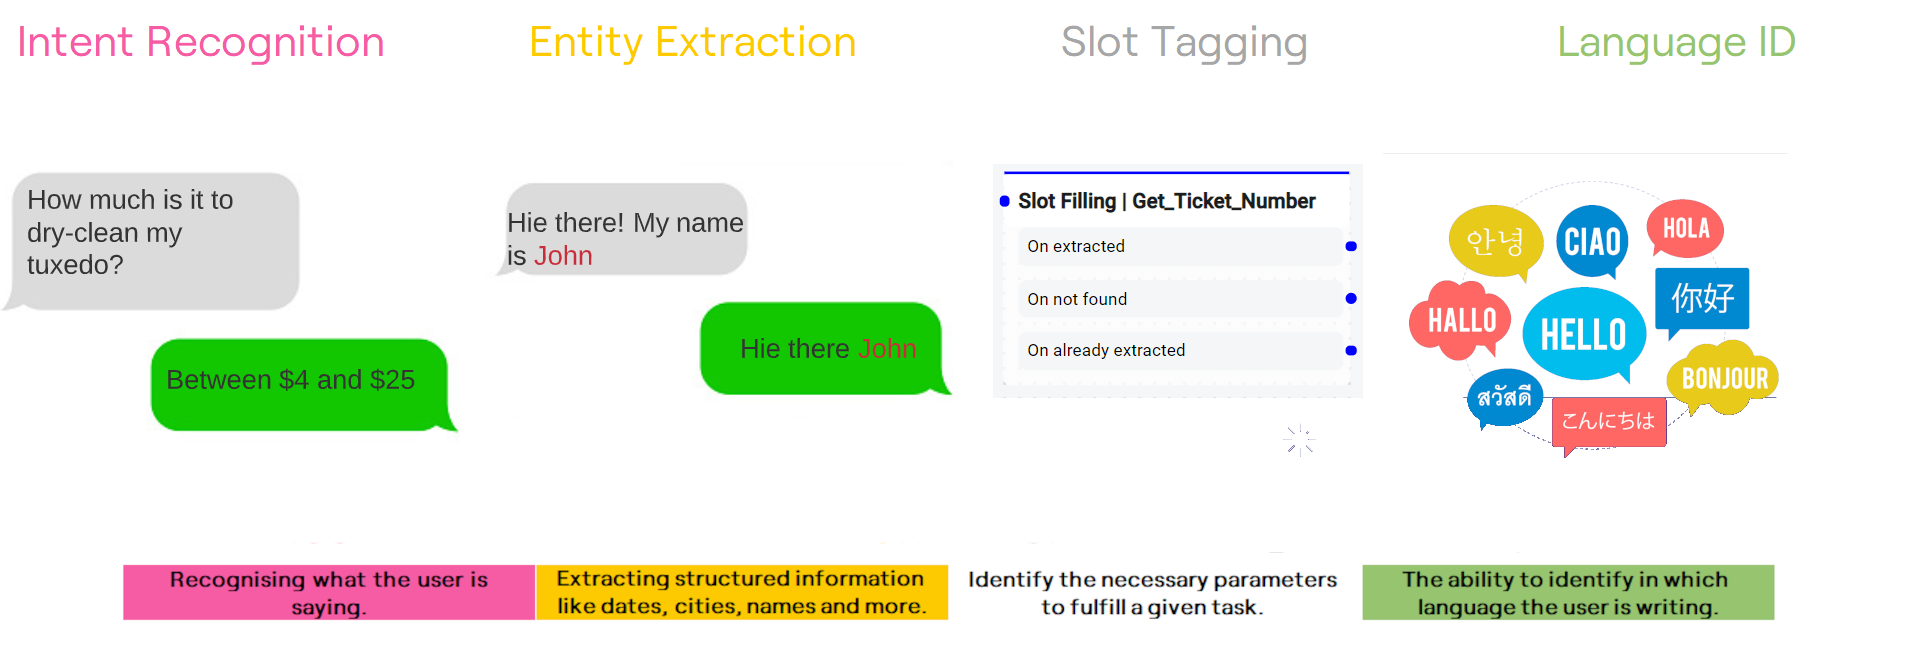 Intent Recognition
Entity Extraction
Slot Tagging
Language ID
How much is it to
dry-clean my
tuxedo?
Between $4 and $25
Hie there! My name
is John
Hie there John
Slot Filling | Get_Ticket_Number
On extracted
On not found
On already extracted
안녕
CIAO
HOLA
你好
HALLO
HELLO
BONJOUR
สวัสดี
こんにちは
Recognising what the user is
saying.
Extracting structured information
like dates, cities, names and more.
Identify the necessary parameters
to fulfill a given task.
The ability to identify in which
language the user is writing.